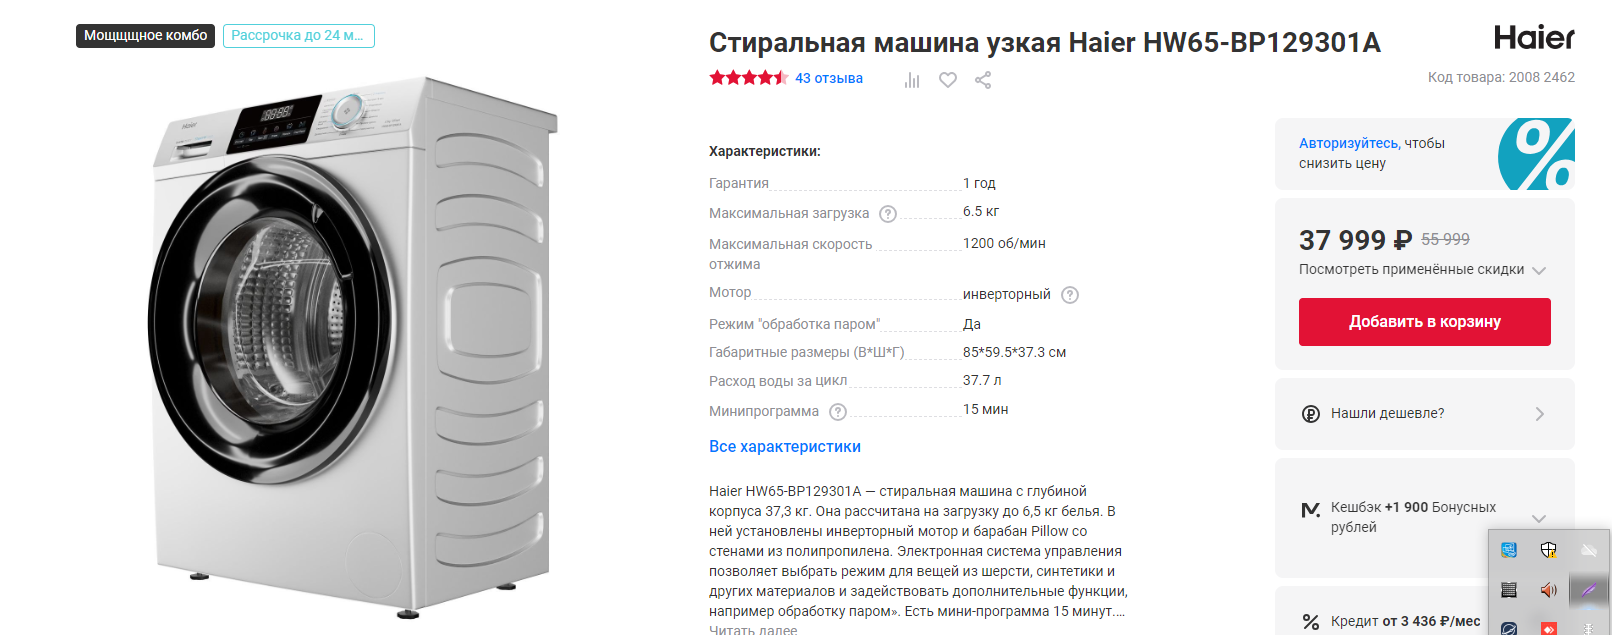 Мощщщное комбо
Рассрочка до 24 м...
Haier
Стиральная машина узкая Haier HW65-BP129301A
Haier
43 отзыва
Код товара: 2008 2462
Характеристики:
Гарантия 1 год
Максимальная загрузка ? 6.5 кг
Максимальная скорость отжима 1200 об/мин
Мотор инверторный ?
Режим "обработка паром" Да
Габаритные размеры (В*Ш*Г) 85*59.5*37.3 см
Расход воды за цикл 37.7 л
Минипрограмма ? 15 мин
Все характеристики
Haier HW65-BP129301A — стиральная машина с глубиной
корпуса 37,3 кг. Она рассчитана на загрузку до 6,5 кг белья. В
ней установлены инверторный мотор и барабан Pillow со
стенами из полипропилена. Электронная система управления
позволяет выбрать режим для вещей из шерсти, синтетики и
других материалов и задействовать дополнительные функции,
например обработку паром». Есть мини-программа 15 минут....
Читать далее
Авторизуйтесь, чтобы
снизить цену
%
37 999 ₽ 55 999
Посмотреть применённые скидки
Добавить в корзину
Нашли дешевле?
Кешбэк +1 900 Бонусных
рублей
% Кредит от 3 436 ₽/мес